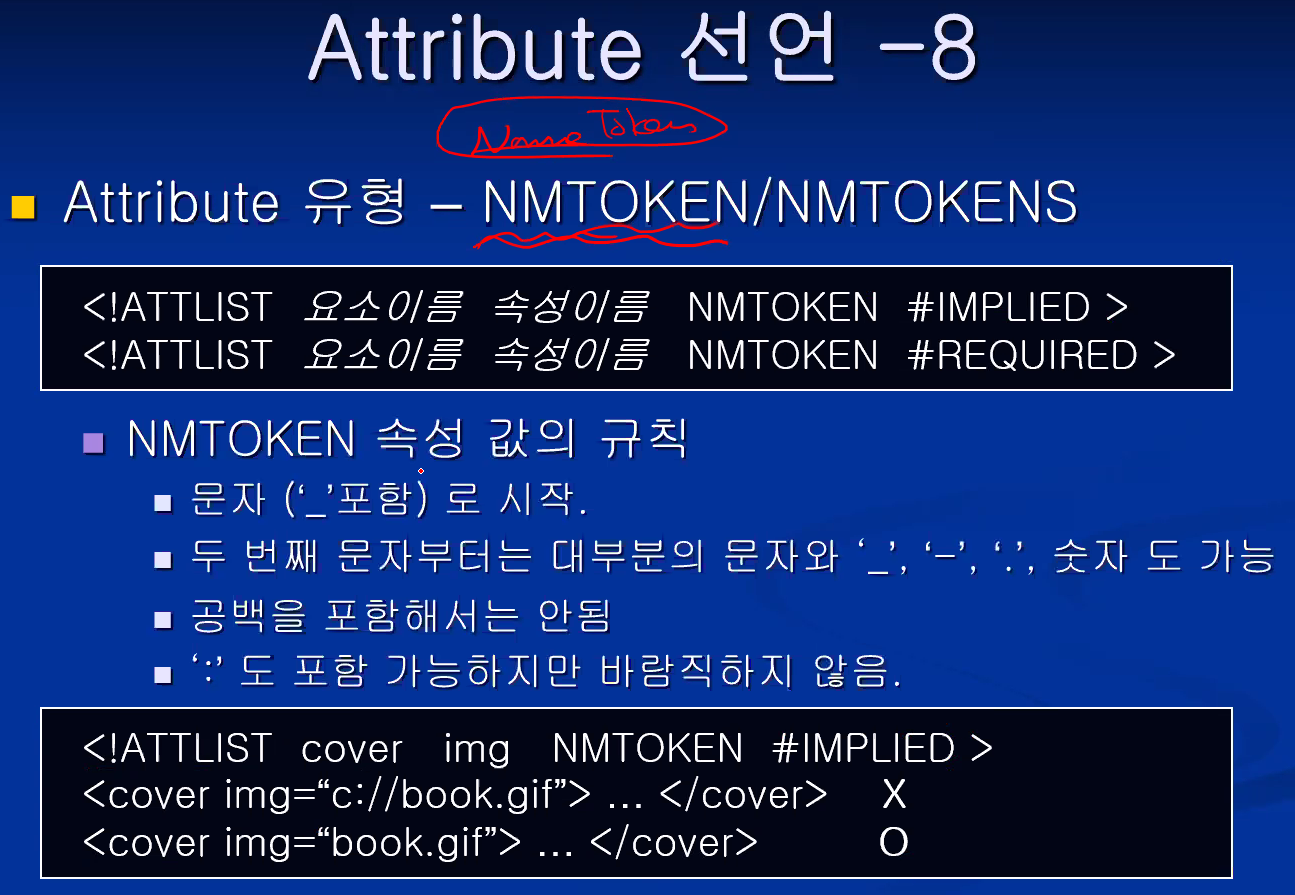 Attribute 선언 -8
Name Token
Attribute 유형 – NMTOKEN/NMTOKENS
<!ATTLIST 요소이름 속성이름 NMTOKEN #IMPLIED >
<!ATTLIST 요소이름 속성이름 NMTOKEN #REQUIRED >
NMTOKEN 속성 값의 규칙
문자 (‘_’포함) 로 시작.
두 번째 문자부터는 대부분의 문자와 ‘_’, ‘-’, ‘.’, 숫자 도 가능
공백을 포함해서는 안됨
‘:’ 도 포함 가능하지만 바람직하지 않음.
<!ATTLIST cover img NMTOKEN #IMPLIED >
<cover img=“c://book.gif”> … </cover> X
<cover img=“book.gif”> … </cover> O